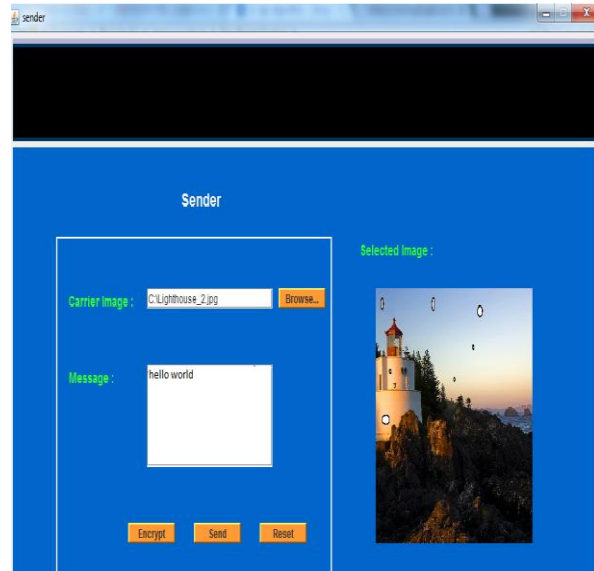 sender
Sender
Selected Image :
Carrier Image :
C:\Lighthouse_2.jpg
Browse...
Message :
hello world
Encrypt
Send
Reset